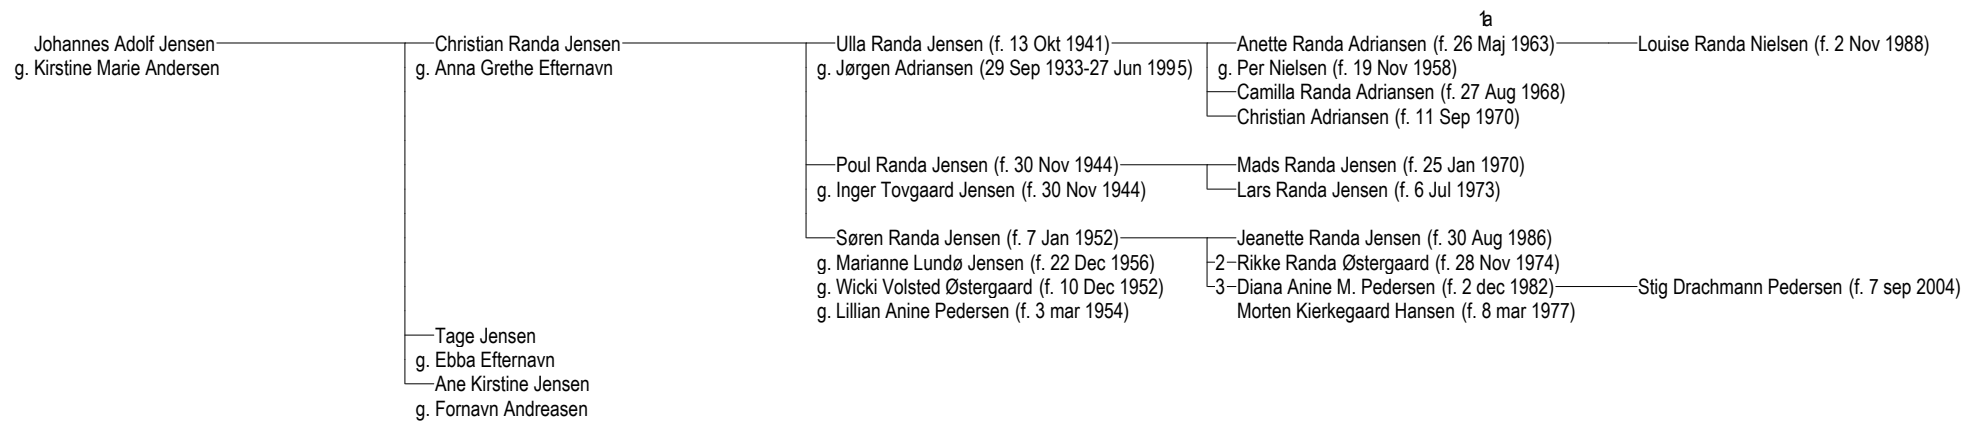 1a
Johannes Adolf Jensen Christian Randa Jensen Ulla Randa Jensen (f. 13 Okt 1941) Anette Randa Adriansen (f. 26 Maj 1963) Louise Randa Nielsen (f. 2 Nov 1988)
g. Kirstine Marie Andersen g. Anna Grethe Efternavn g. Jørgen Adriansen (29 Sep 1933-27 Jun 1995) g. Per Nielsen (f. 19 Nov 1958)
Camilla Randa Adriansen (f. 27 Aug 1968)
Christian Adriansen (f. 11 Sep 1970)
Poul Randa Jensen (f. 30 Nov 1944) Mads Randa Jensen (f. 25 Jan 1970)
g. Inger Tovgaard Jensen (f. 30 Nov 1944) Lars Randa Jensen (f. 6 Jul 1973)
Søren Randa Jensen (f. 7 Jan 1952) Jeanette Randa Jensen (f. 30 Aug 1986)
g. Marianne Lundø Jensen (f. 22 Dec 1956) 2 Rikke Randa Østergaard (f. 28 Nov 1974)
g. Wicki Volsted Østergaard (f. 10 Dec 1952) 3 Diana Anine M. Pedersen (f. 2 dec 1982) Stig Drachmann Pedersen (f. 7 sep 2004)
g. Lillian Anine Pedersen (f. 3 mar 1954) Morten Kierkegaard Hansen (f. 8 mar 1977)
Tage Jensen
g. Ebba Efternavn
Ane Kirstine Jensen
g. Fornavn Andreasen